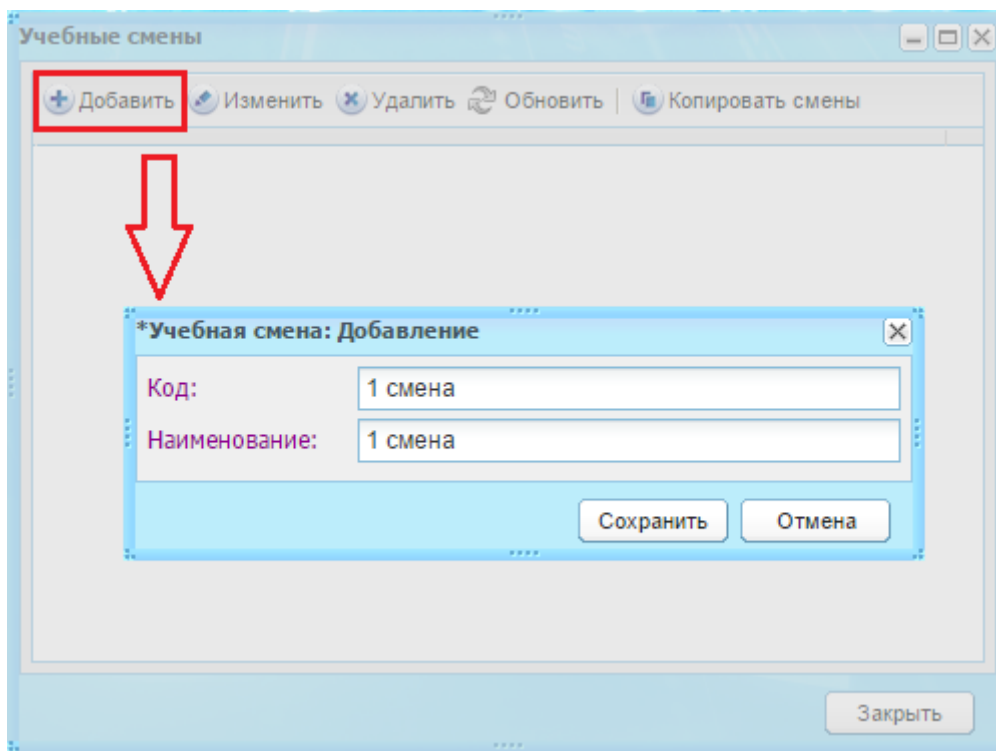 Учебные смены
Добавить Изменить Удалить Обновить Копировать смены
*Учебная смена: Добавление
Код: 1 смена
Наименование: 1 смена
Сохранить Отмена
Закрыть